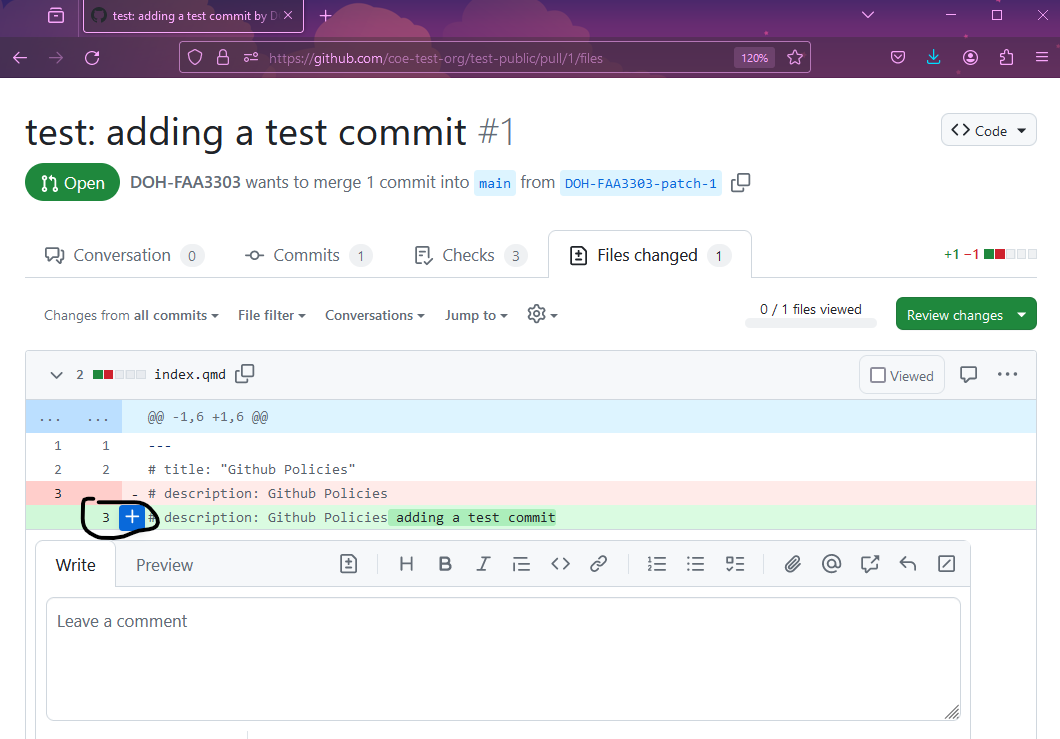 test: adding a test commit by D
https://github.com/coe-test-org/test-public/pull/1/files
120%
test: adding a test commit #1
Code
Open
DOH-FAA3303 wants to merge 1 commit into main from DOH-FAA3303-patch-1
Conversation 0
Commits 1
Checks 3
Files changed 1
+1 −1
Changes from all commits
File filter
Conversations
Jump to
0 / 1 files viewed
Review changes
2 index.qmd
Viewed
... ... @@ -1,6 +1,6 @@
1 1 ---
2 2 # title: "Github Policies"
3 - # description: Github Policies
3 + # description: Github Policies adding a test commit
Write
Preview
Leave a comment